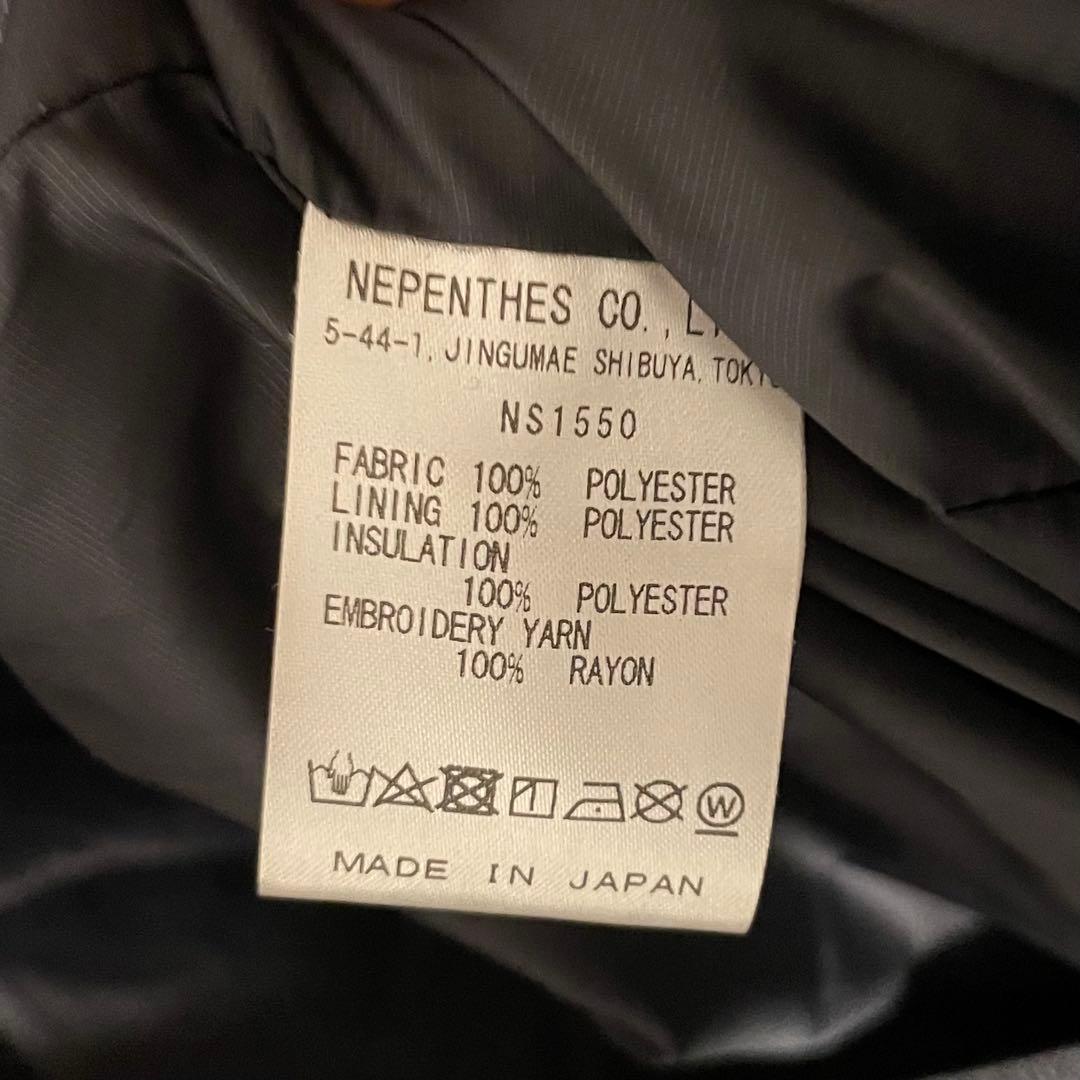 NEPENTHES CO.,
5-44-1, JINGUMAE SHIBUYA,
NS1550
FABRIC 100% POLYESTER
LINING 100% POLYESTER
INSULATION
100% POLYESTER
EMBROIDERY YARN
100% RAYON
W
MADE IN JAPAN